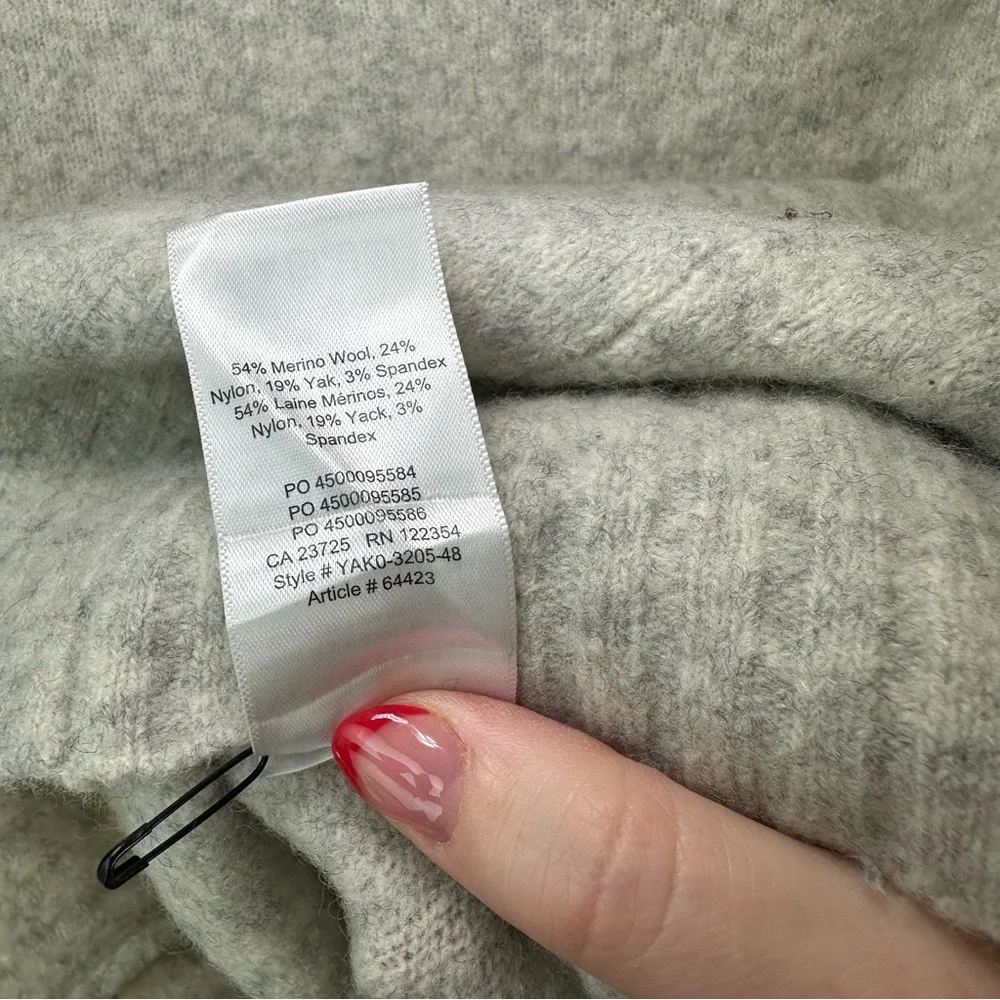 54% Merino Wool, 24%
Nylon, 19% Yak, 3% Spandex
54% Laine Mérinos, 24%
Nylon, 19% Yack, 3%
Spandex
PO 4500095584
PO 4500095585
PO 4500095586
CA 23725 RN 122354
Style # YAK0-3205-48
Article # 64423